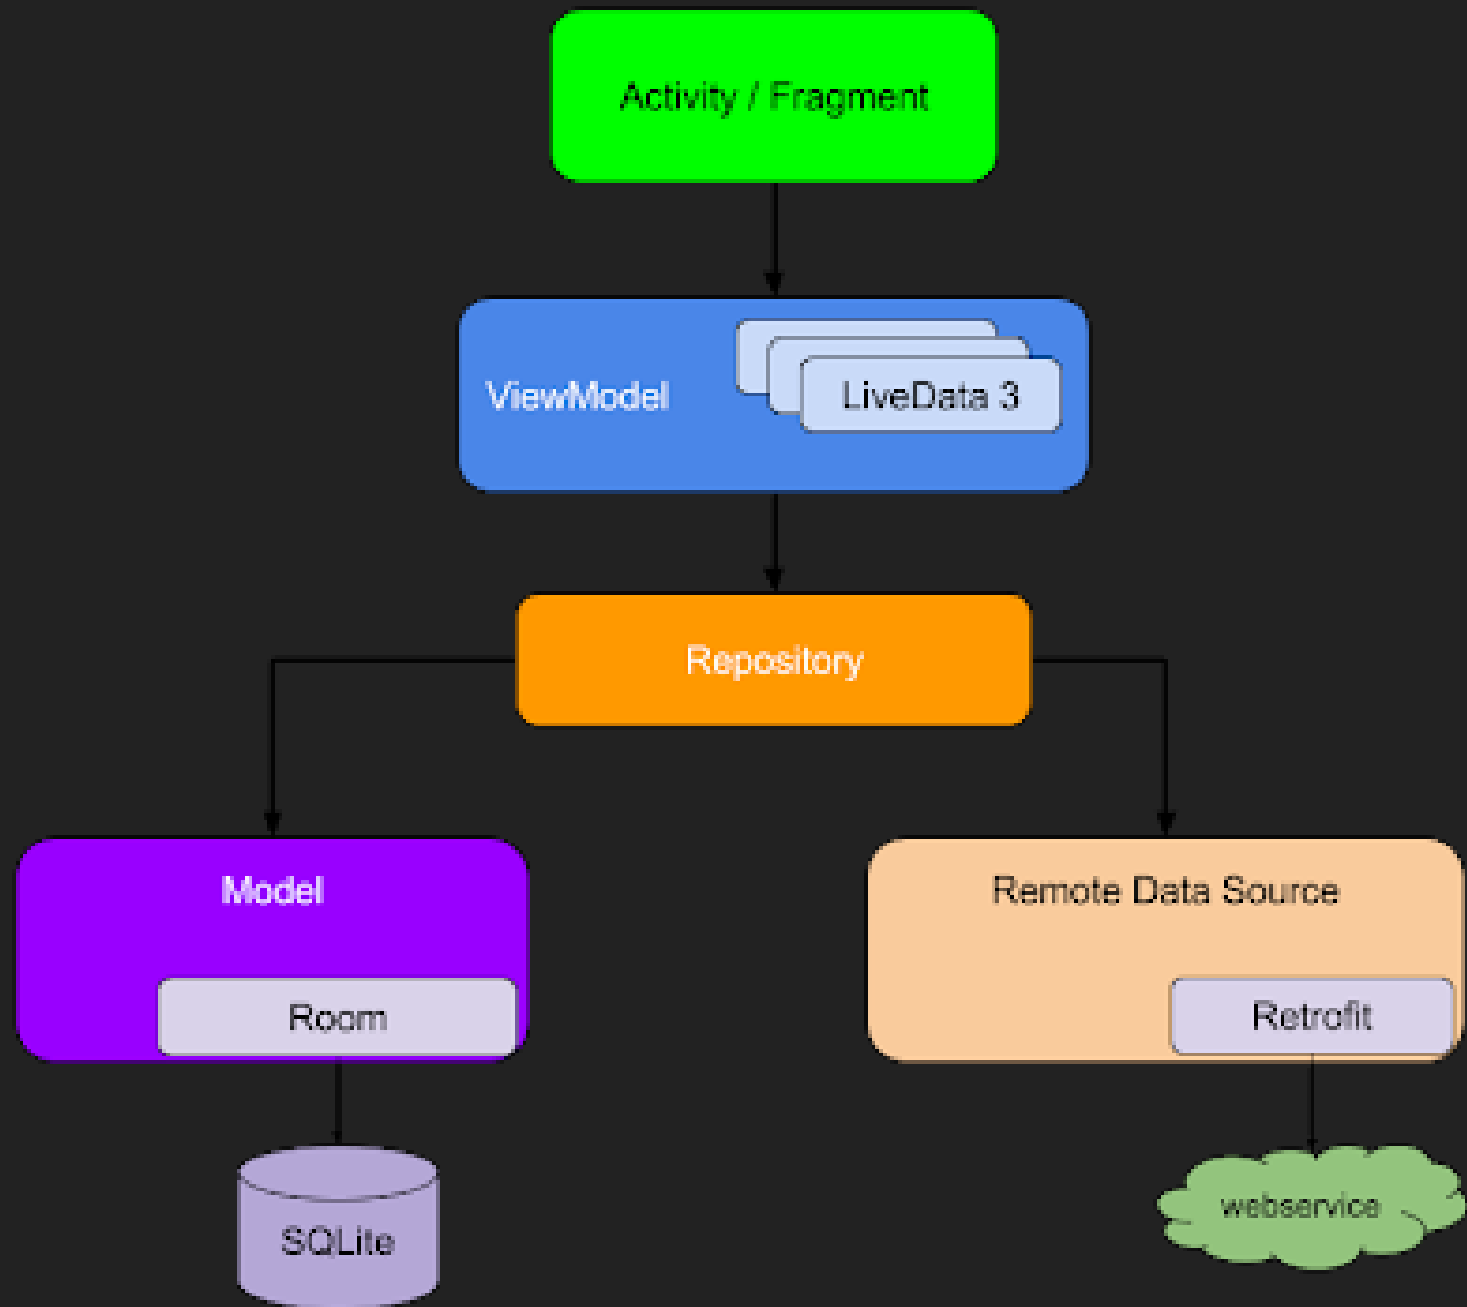 Activity / Fragment
ViewModel
LiveData 3
Repository
Model
Remote Data Source
Room
Retrofit
SQLite
webservice